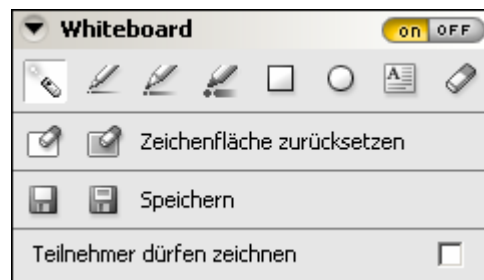 Whiteboard on OFF
A
Zeichenfläche zurücksetzen
Speichern
Teilnehmer dürfen zeichnen